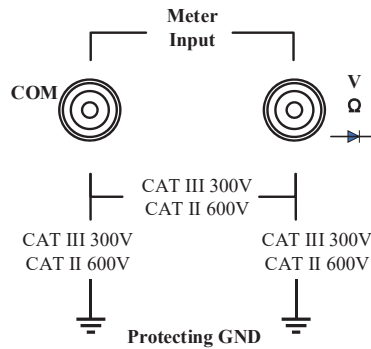 Meter
Input
COM
V
Ω
CAT III 300V
CAT II 600V
CAT III 300V
CAT II 600V
CAT III 300V
CAT II 600V
Protecting GND